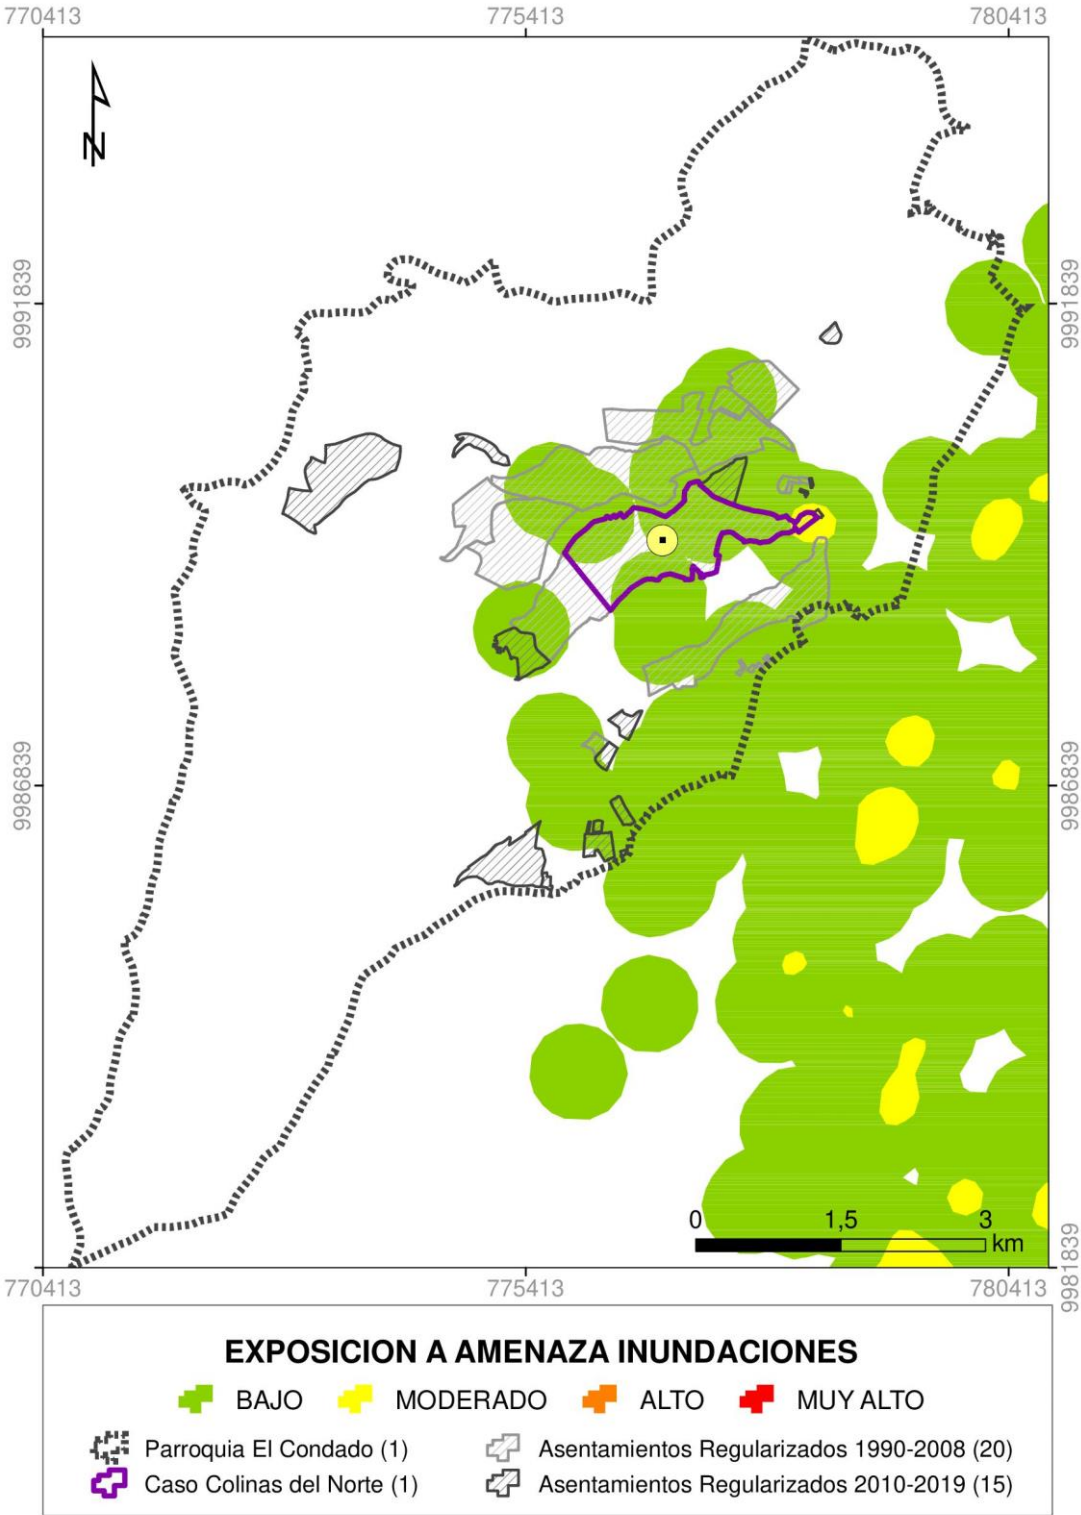 770413 775413 780413
N
9991839 9991839
9986839 9986839
0 1,5 3
km
9981839
770413 775413 780413
EXPOSICION A AMENAZA INUNDACIONES
BAJO MODERADO ALTO MUY ALTO
Parroquia El Condado (1) Asentamientos Regularizados 1990-2008 (20)
Caso Colinas del Norte (1) Asentamientos Regularizados 2010-2019 (15)